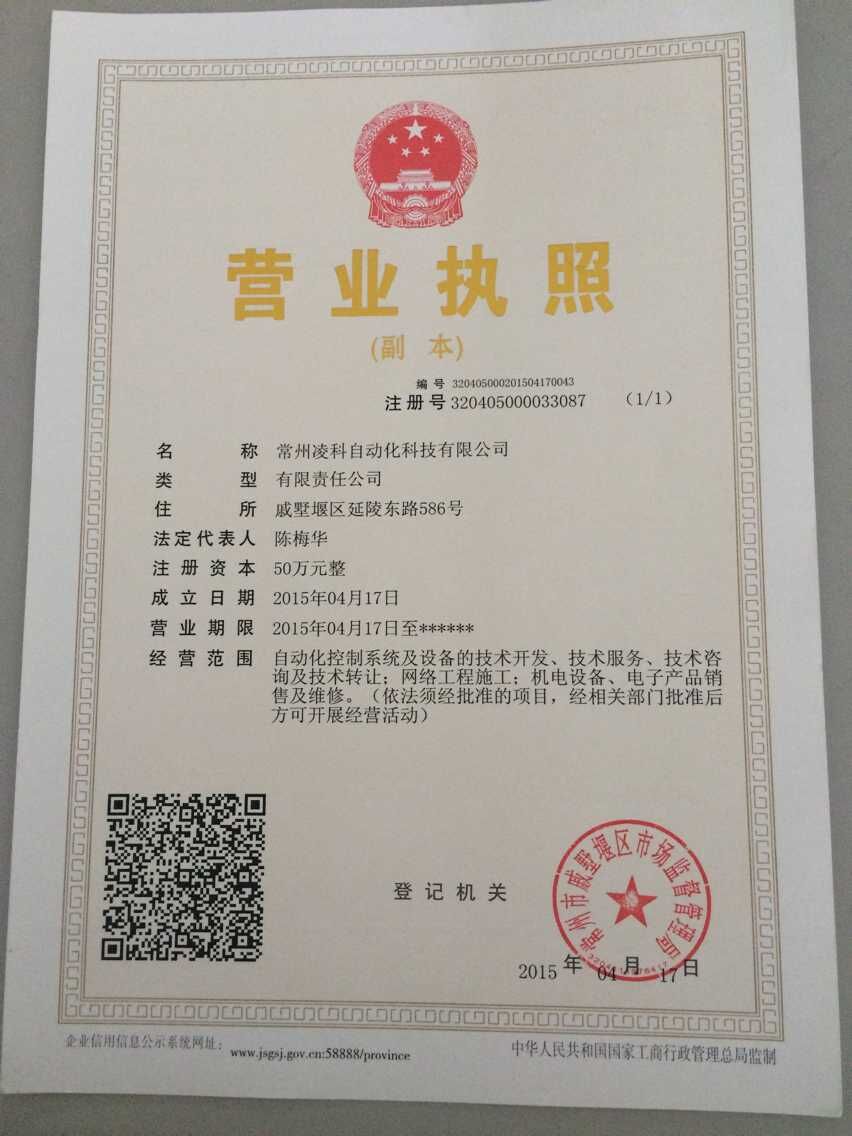 营业执照
(副 本)
编 号 320405000201504170043
注册号 320405000033087 (1/1)
名 称 常州凌科自动化科技有限公司
类 型 有限责任公司
住 所 戚墅堰区延陵东路586号
法定代表人 陈梅华
注册资本 50万元整
成立日期 2015年04月17日
营业期限 2015年04月17日至******
经营范围 自动化控制系统及设备的技术开发、技术服务、技术咨
询及技术转让；网络工程施工；机电设备、电子产品销
售及维修。（依法须经批准的项目，经相关部门批准后
方可开展经营活动）
登记机关
常州市戚墅堰区市场监督管理局
2015 年 04 月 17 日
企业信用信息公示系统网址： www.jsgsj.gov.cn:58888/province
中华人民共和国国家工商行政管理总局监制